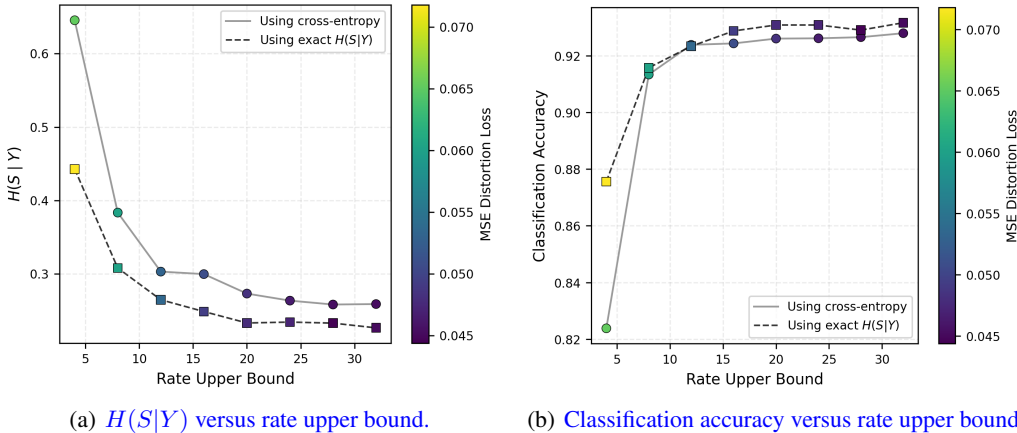 Using cross-entropy
Using exact H(S|Y)
0.6
0.5
0.4
0.3
H(S | Y)
5
10
15
20
25
30
Rate Upper Bound
0.070
0.065
0.060
0.055
0.050
0.045
MSE Distortion Loss
(a) H(S|Y) versus rate upper bound.
0.92
0.90
0.88
0.86
0.84
0.82
Classification Accuracy
Using cross-entropy
Using exact H(S|Y)
5
10
15
20
25
30
Rate Upper Bound
0.070
0.065
0.060
0.055
0.050
0.045
MSE Distortion Loss
(b) Classification accuracy versus rate upper bound